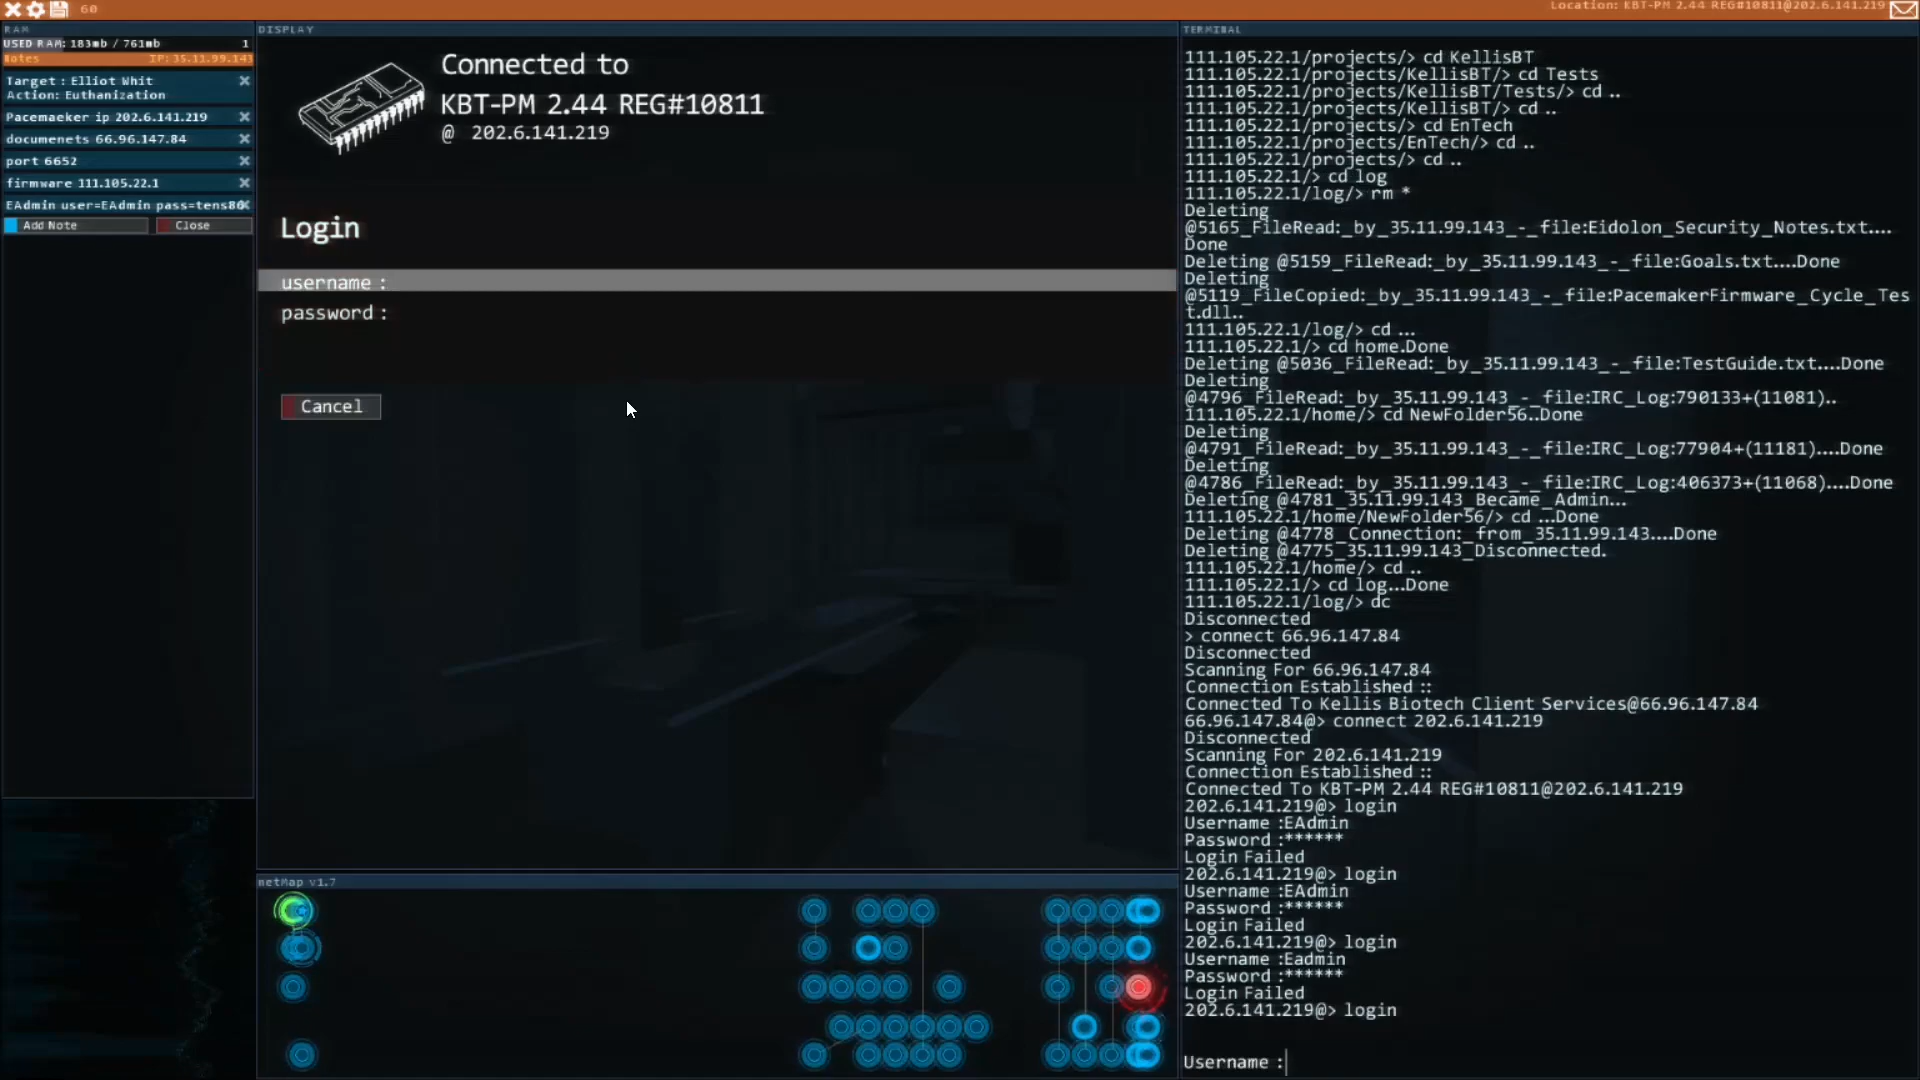 60
Location: KBT-PM 2.44 REG#10811@202.6.141.219
RAM
USED RAM: 183mb / 761mb 1
Notes IP: 35.11.99.143
Target : Elliot Whit
Action: Euthanization
Pacemaeker ip 202.6.141.219
documenets 66.96.147.84
port 6652
firmware 111.105.22.1
EAdmin user=EAdmin pass=tens86
Add Note
Close
DISPLAY
Connected to
KBT-PM 2.44 REG#10811
@ 202.6.141.219
Login
username :
password :
Cancel
netMap v1.7
TERMINAL
111.105.22.1/projects/> cd KellisBT
111.105.22.1/projects/KellisBT/> cd Tests
111.105.22.1/projects/KellisBT/Tests/> cd ..
111.105.22.1/projects/KellisBT/> cd ..
111.105.22.1/projects/> cd EnTech
111.105.22.1/projects/EnTech/> cd ..
111.105.22.1/projects/> cd ..
111.105.22.1/> cd log
111.105.22.1/log/> rm *
Deleting
@5165_FileRead:_by_35.11.99.143_-_file:Eidolon_Security_Notes.txt....
Done
Deleting @5159_FileRead:_by_35.11.99.143_-_file:Goals.txt....Done
Deleting
@5119_FileCopied:_by_35.11.99.143_-_file:PacemakerFirmware_Cycle_Tes
t.dll..
111.105.22.1/log/> cd ...
111.105.22.1/> cd home.Done
Deleting @5036_FileRead:_by_35.11.99.143_-_file:TestGuide.txt....Done
Deleting
@4796_FileRead:_by_35.11.99.143_-_file:IRC_Log:790133+(11081)..
111.105.22.1/home/> cd NewFolder56..Done
Deleting
@4791_FileRead:_by_35.11.99.143_-_file:IRC_Log:77904+(11181)....Done
Deleting
@4786_FileRead:_by_35.11.99.143_-_file:IRC_Log:406373+(11068)....Done
Deleting @4781_35.11.99.143_Became_Admin...
111.105.22.1/home/NewFolder56/> cd ...Done
Deleting @4778_Connection:_from_35.11.99.143....Done
Deleting @4775_35.11.99.143_Disconnected.
111.105.22.1/home/> cd ..
111.105.22.1/> cd log...Done
111.105.22.1/log/> dc
Disconnected
> connect 66.96.147.84
Disconnected
Scanning For 66.96.147.84
Connection Established ::
Connected To Kellis Biotech Client Services@66.96.147.84
66.96.147.84@> connect 202.6.141.219
Disconnected
Scanning For 202.6.141.219
Connection Established ::
Connected To KBT-PM 2.44 REG#10811@202.6.141.219
202.6.141.219@> login
Username :EAdmin
Password :******
Login Failed
202.6.141.219@> login
Username :EAdmin
Password :******
Login Failed
202.6.141.219@> login
Username :Eadmin
Password :******
Login Failed
202.6.141.219@> login
Username :